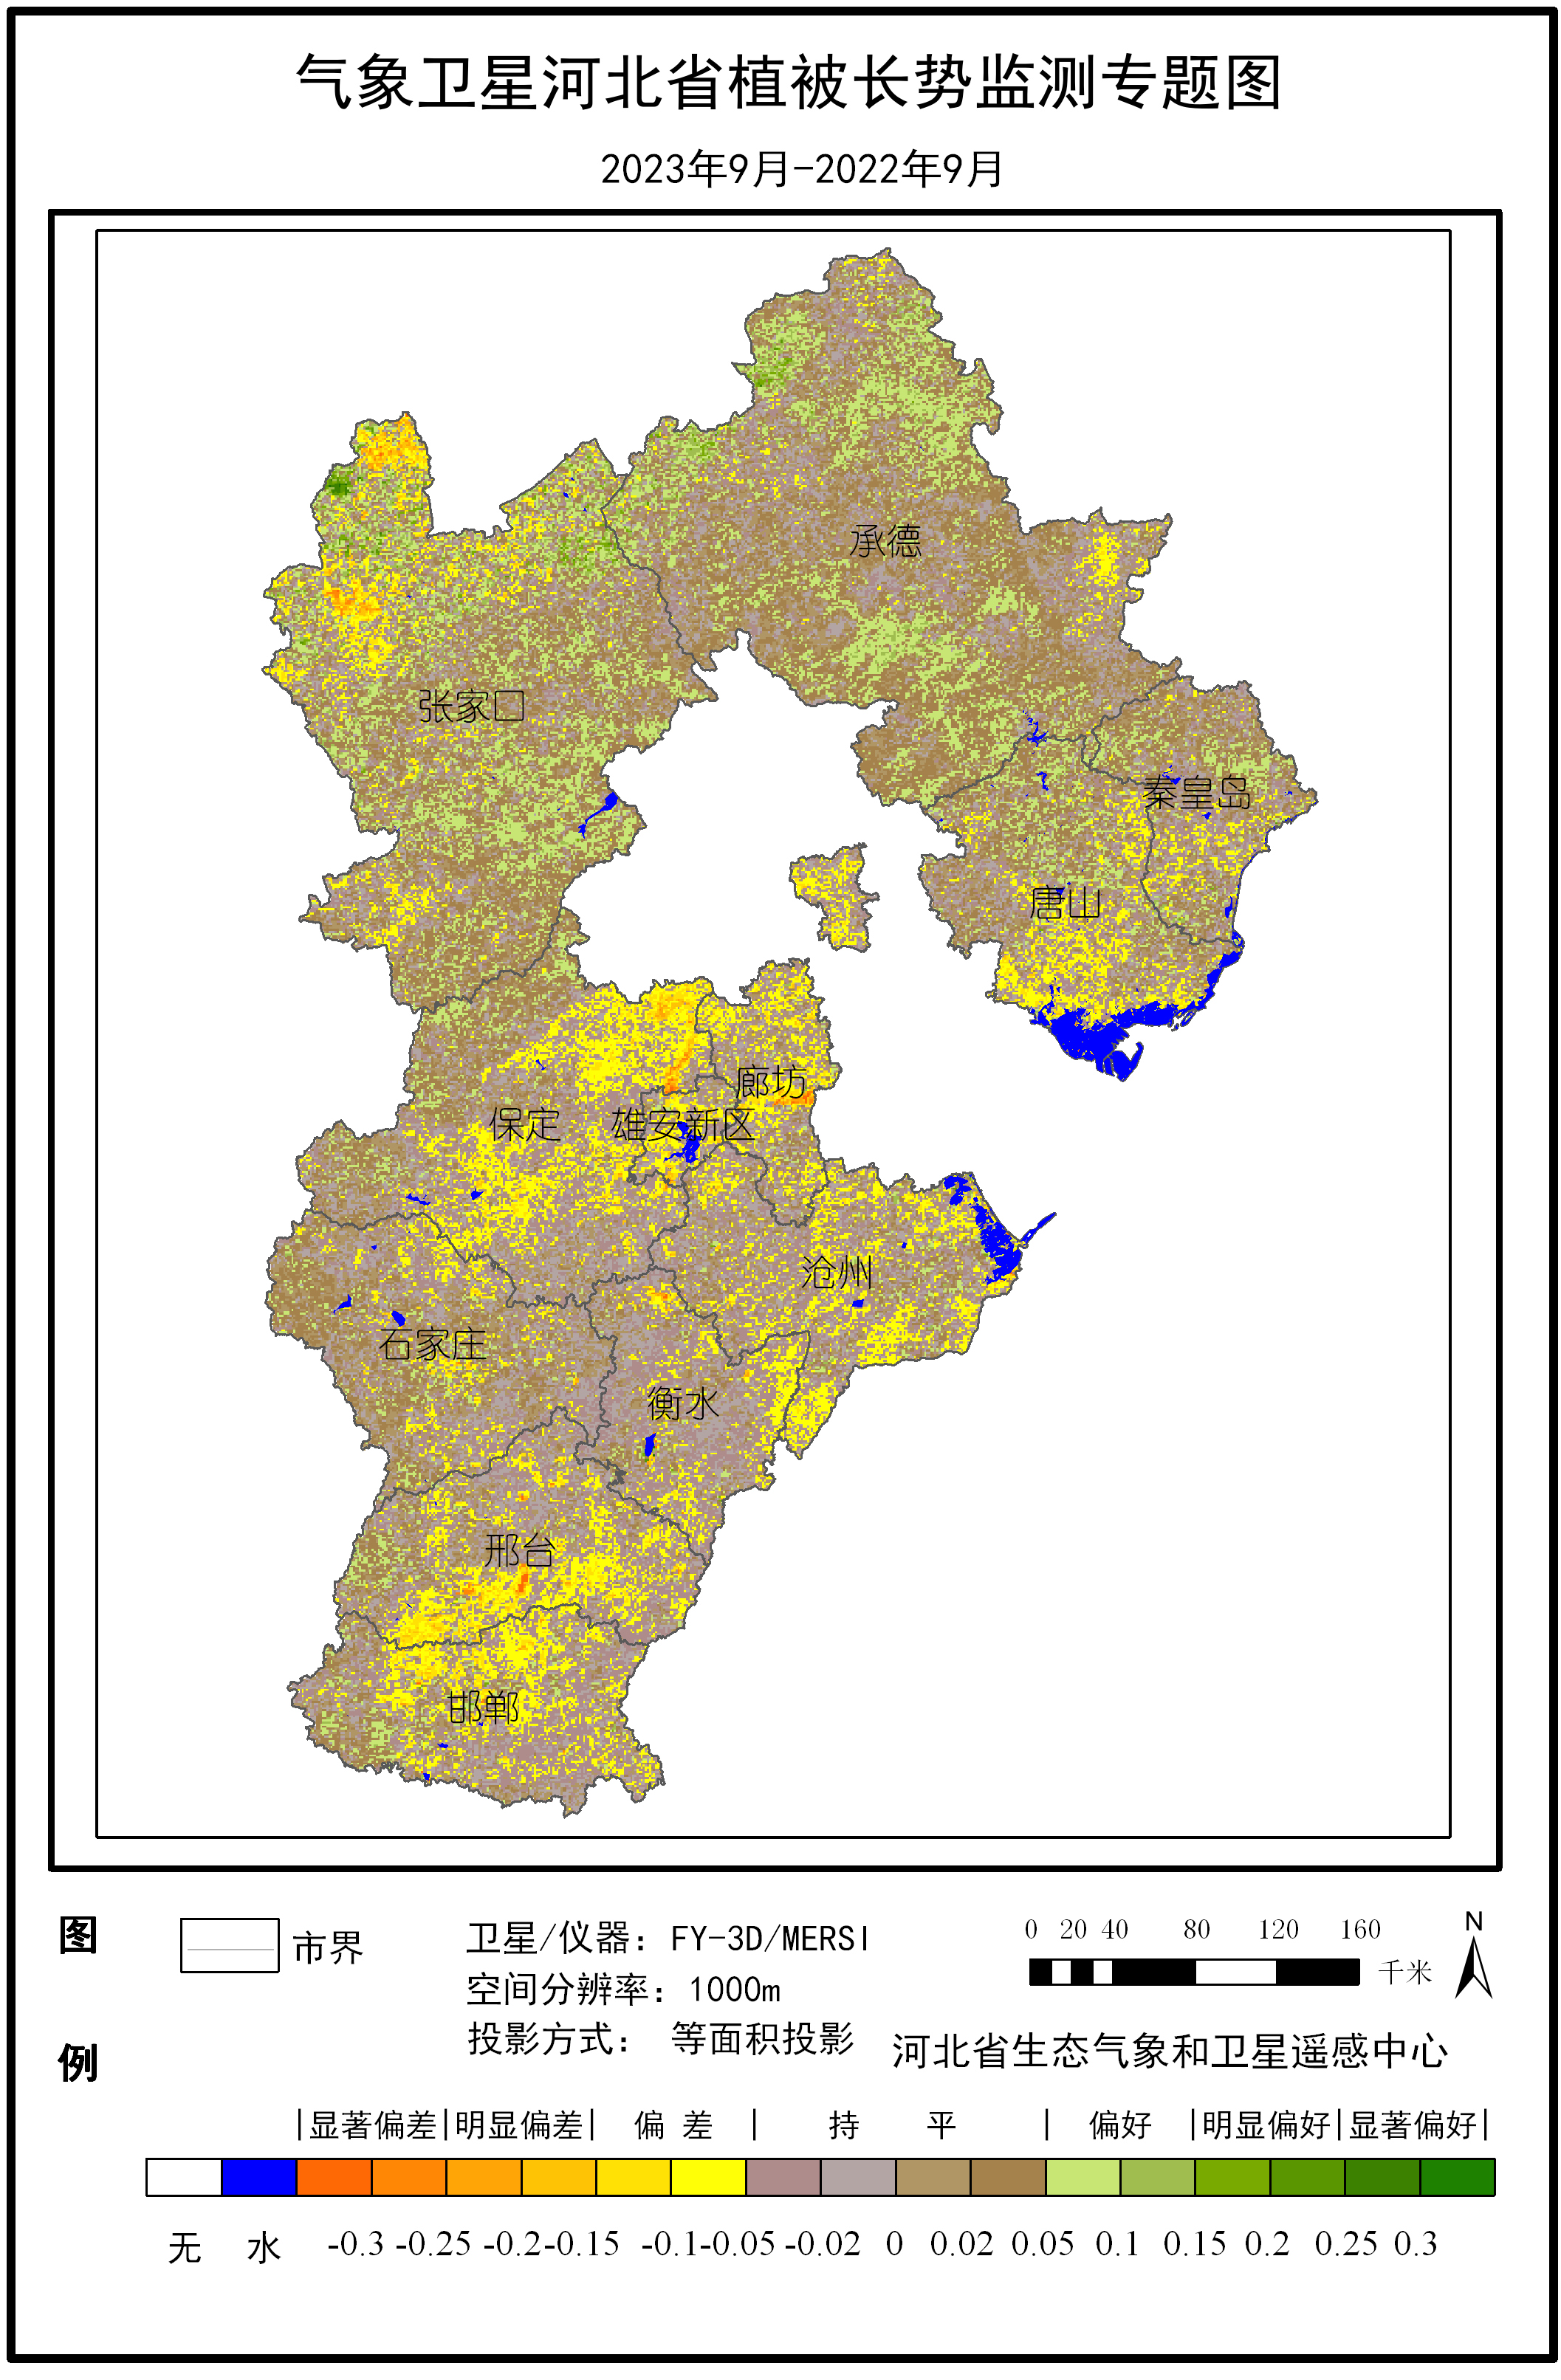 气象卫星河北省植被长势监测专题图
2023年9月-2022年9月
承德
张家口
秦皇岛
唐山
廊坊
保定
雄安新区
沧州
石家庄
衡水
邢台
邯郸
图
例
市界
卫星/仪器：FY-3D/MERSI
空间分辨率：1000m
投影方式： 等面积投影
0 20 40 80 120 160
千米
N
河北省生态气象和卫星遥感中心
|显著偏差|明显偏差| 偏 差 | 持 平 | 偏好 |明显偏好|显著偏好|
无 水 -0.3 -0.25 -0.2 -0.15 -0.1 -0.05 -0.02 0 0.02 0.05 0.1 0.15 0.2 0.25 0.3